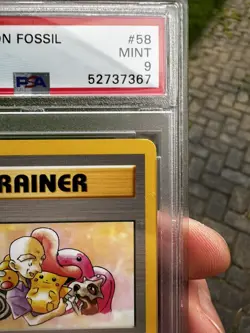 ON FOSSIL #58
MINT
PSA 9
52737367
RAINER